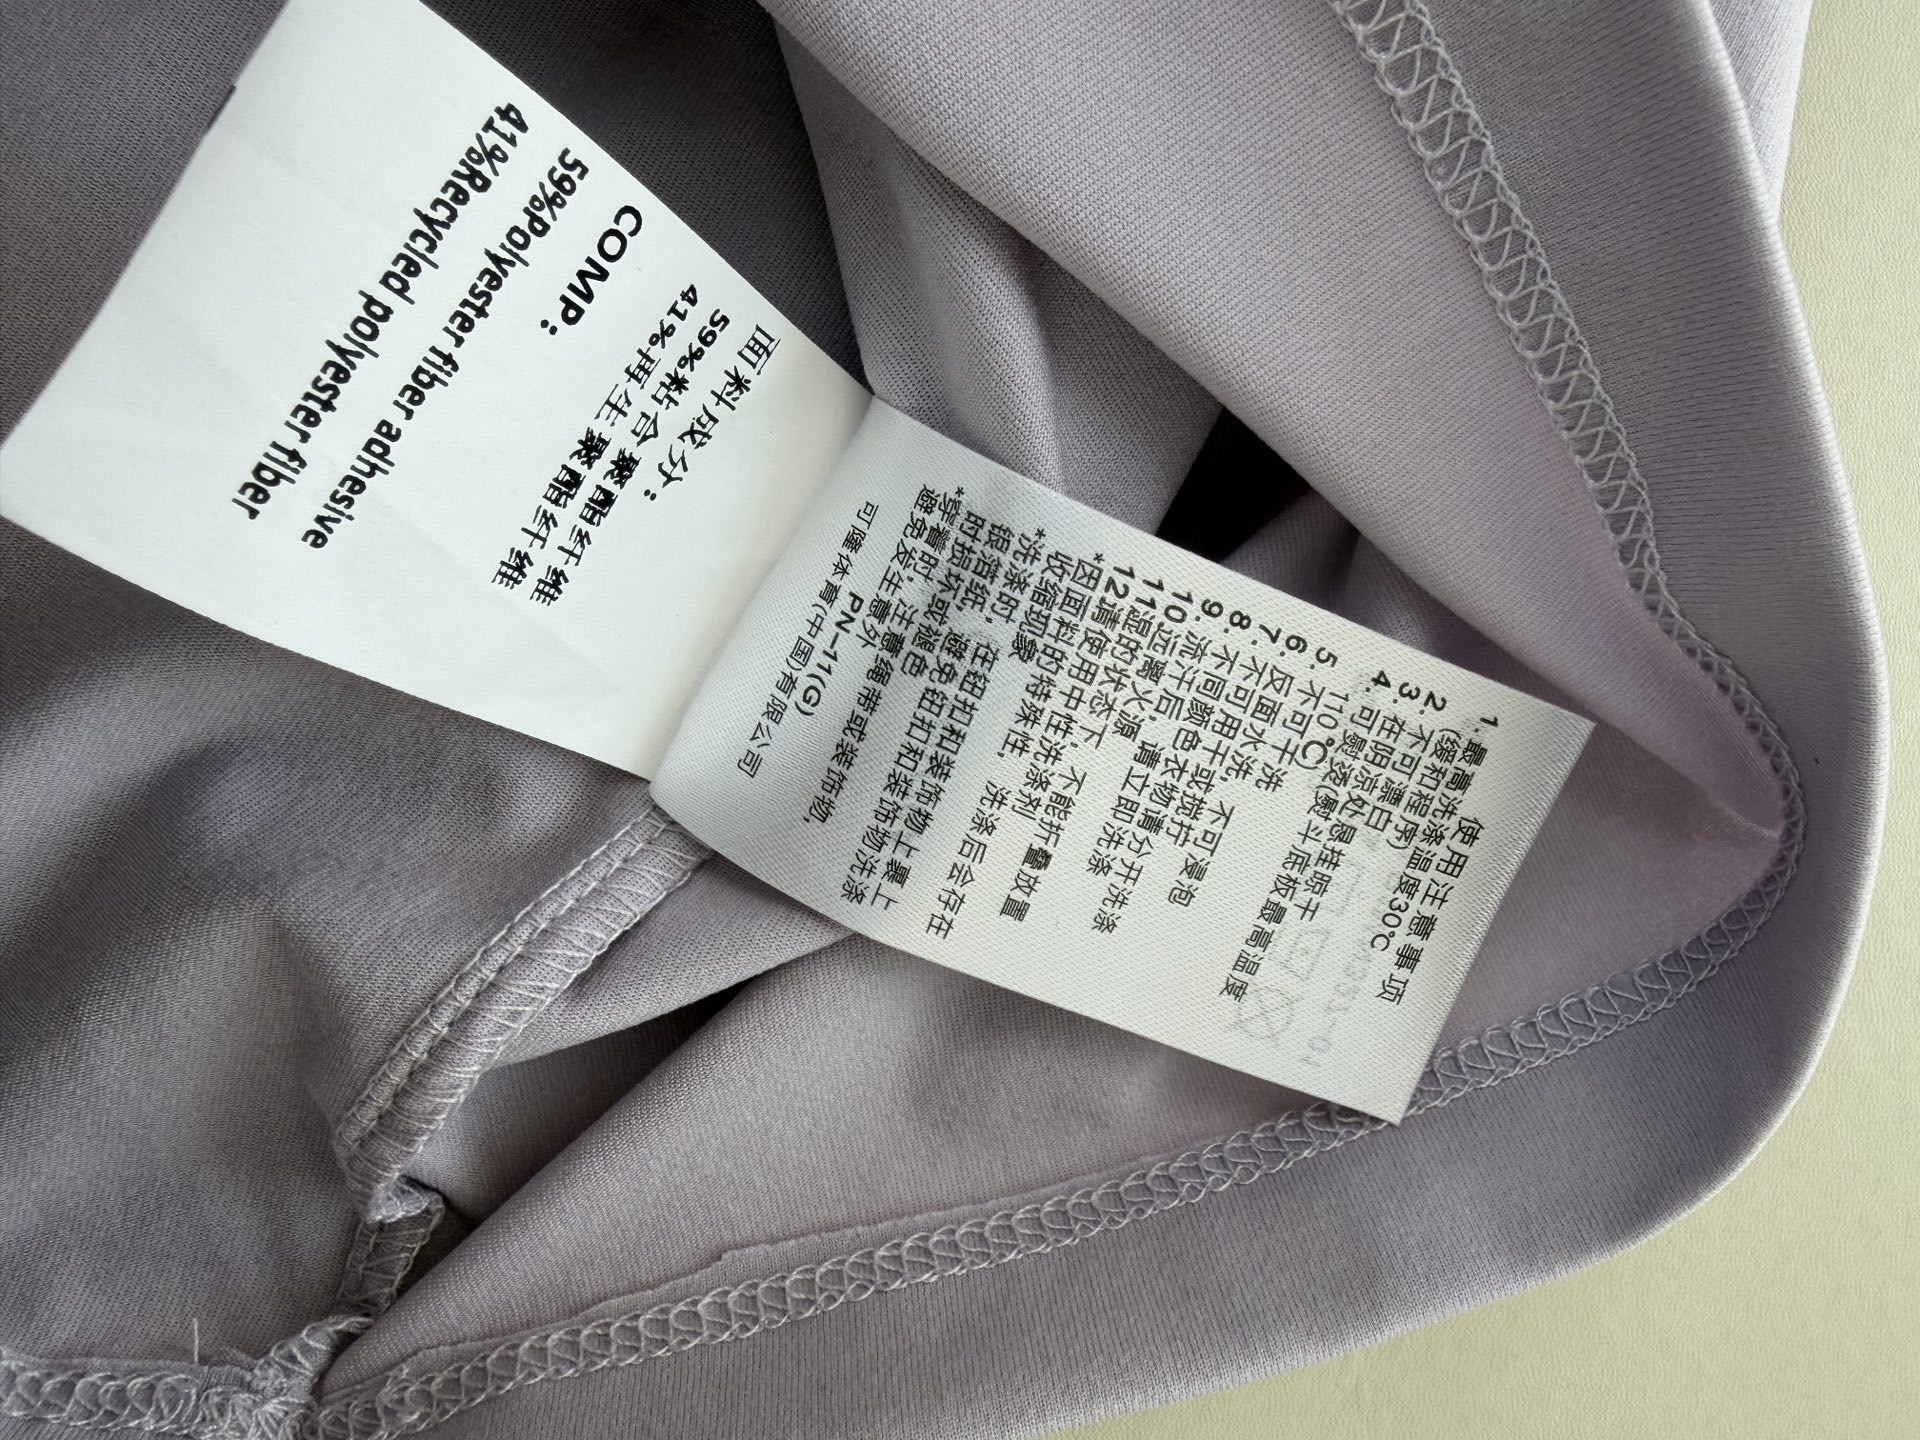 COMP:
59%Polyester fiber adhesive
41%Recycled polyester fiber
面料成分:
59%粘合聚酯纤维
41%再生聚酯纤维
使用注意事项
1.最高洗涤温度30℃
(缓和程序)
2.不可漂白
3.在阴凉处悬挂晾干
4.可熨烫(熨斗底板最高温度
110℃)
5.不可干洗
6.反面水洗,不可浸泡
7.不可用手或搅拧
8.不同颜色衣物请分开洗涤
9.流汗后,请立即洗涤
10.远离火源
11.湿的状态下,不能折叠放置
12.请使用中性洗涤剂
*因面料的特殊性,洗涤后会存在
收缩现象
*洗涤时,在钮扣和装饰物上裹上
银箔纸,避免钮扣和装饰物洗涤
时损坏或褪色
*穿着时,注意绳带或装饰物,
避免发生意外
PN-11(G)
可隆体育(中国)有限公司